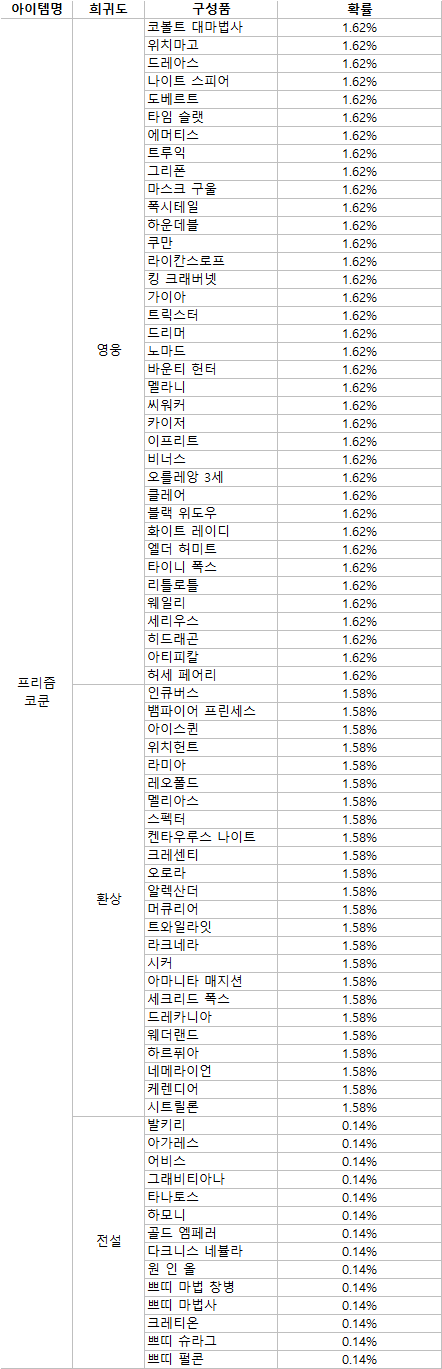 아이템명 희귀도 구성품 확률
코볼트 대마법사 1.62%
위치마고 1.62%
드레아스 1.62%
나이트 스피어 1.62%
도베르트 1.62%
타임 슬랫 1.62%
에머티스 1.62%
트루익 1.62%
그리폰 1.62%
마스크 구울 1.62%
폭시테일 1.62%
하운데블 1.62%
쿠만 1.62%
라이칸스로프 1.62%
킹 크래버넷 1.62%
가이아 1.62%
트릭스터 1.62%
드리머 1.62%
영웅 노마드 1.62%
바운티 헌터 1.62%
멜라니 1.62%
씨워커 1.62%
카이저 1.62%
이프리트 1.62%
비너스 1.62%
오를레앙 3세 1.62%
클레어 1.62%
블랙 위도우 1.62%
화이트 레이디 1.62%
엘더 허미트 1.62%
타이니 폭스 1.62%
리틀로틀 1.62%
웨일리 1.62%
세리우스 1.62%
히드래곤 1.62%
아티피칼 1.62%
허세 페어리 1.62%
프리즘
코쿤
인큐버스 1.58%
뱀파이어 프린세스 1.58%
아이스퀸 1.58%
위치헌트 1.58%
라미아 1.58%
레오폴드 1.58%
멜리아스 1.58%
스펙터 1.58%
켄타우루스 나이트 1.58%
크레센티 1.58%
오로라 1.58%
환상 알렉산더 1.58%
머큐리어 1.58%
트와일라잇 1.58%
라크네라 1.58%
시커 1.58%
아마니타 매지션 1.58%
세크리드 폭스 1.58%
드레카니아 1.58%
웨더랜드 1.58%
하르퓌아 1.58%
네메라이언 1.58%
케렌디어 1.58%
시트릴론 1.58%
발키리 0.14%
아가레스 0.14%
어비스 0.14%
그래비티아나 0.14%
타나토스 0.14%
하모니 0.14%
전설 골드 엠페러 0.14%
다크니스 네뷸라 0.14%
원 인 올 0.14%
쁘띠 마법 창병 0.14%
쁘띠 마법사 0.14%
크레티온 0.14%
쁘띠 슈라그 0.14%
쁘띠 펄콘 0.14%